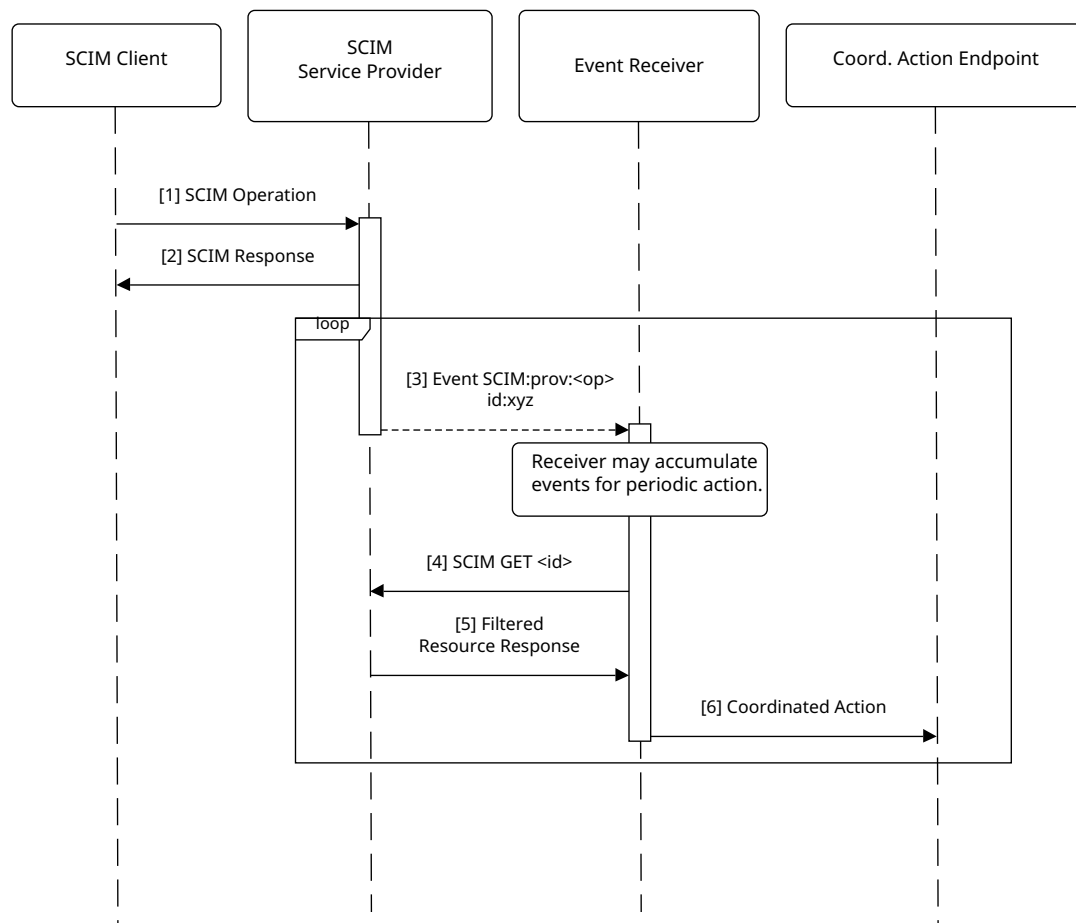 SCIM Client
SCIM
Service Provider
Event Receiver
Coord. Action Endpoint
[1] SCIM Operation
[2] SCIM Response
loop
[3] Event SCIM:prov:<op>
id:xyz
Receiver may accumulate
events for periodic action.
[4] SCIM GET <id>
[5] Filtered
Resource Response
[6] Coordinated Action